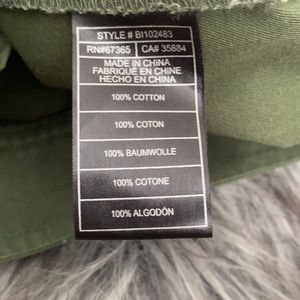 STYLE # BI102483
RN#67365 CA# 35884
MADE IN CHINA
FABRIQUÉ EN CHINE
HECHO EN CHINA
100% COTTON
100% COTON
100% BAUMWOLLE
100% COTONE
100% ALGODÓN